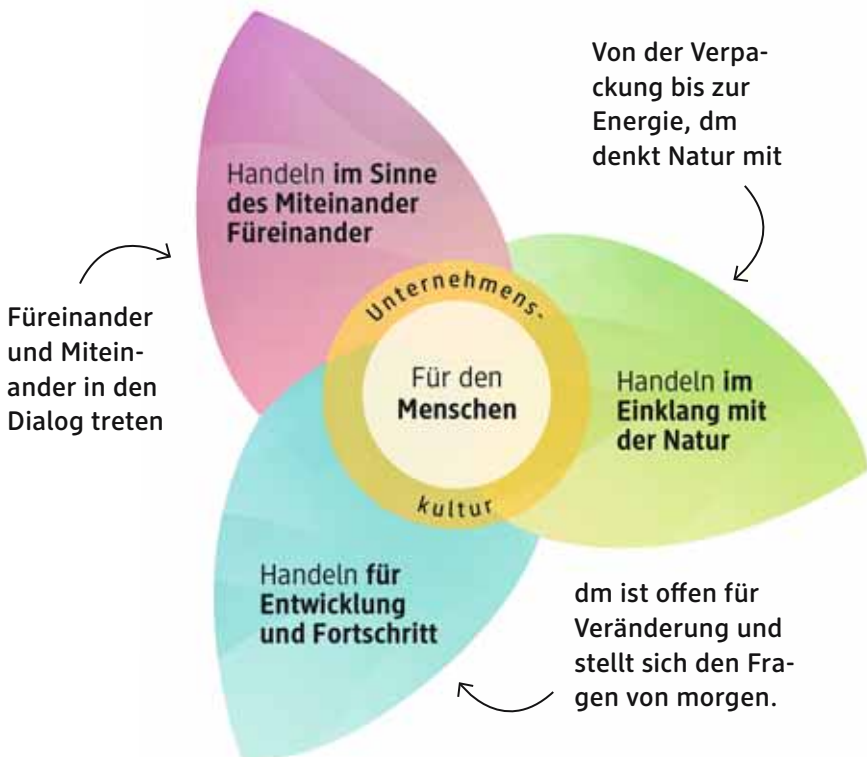 Von der Verpa-
ckung bis zur
Energie, dm
denkt Natur mit
Handeln im Sinne
des Miteinander
Füreinander
Füreinander
und Mitein-
ander in den
Dialog treten
Unternehmens-
Für den
Menschen
kultur
Handeln im
Einklang mit
der Natur
Handeln für
Entwicklung
und Fortschritt
dm ist offen für
Veränderung und
stellt sich den Fra-
gen von morgen.